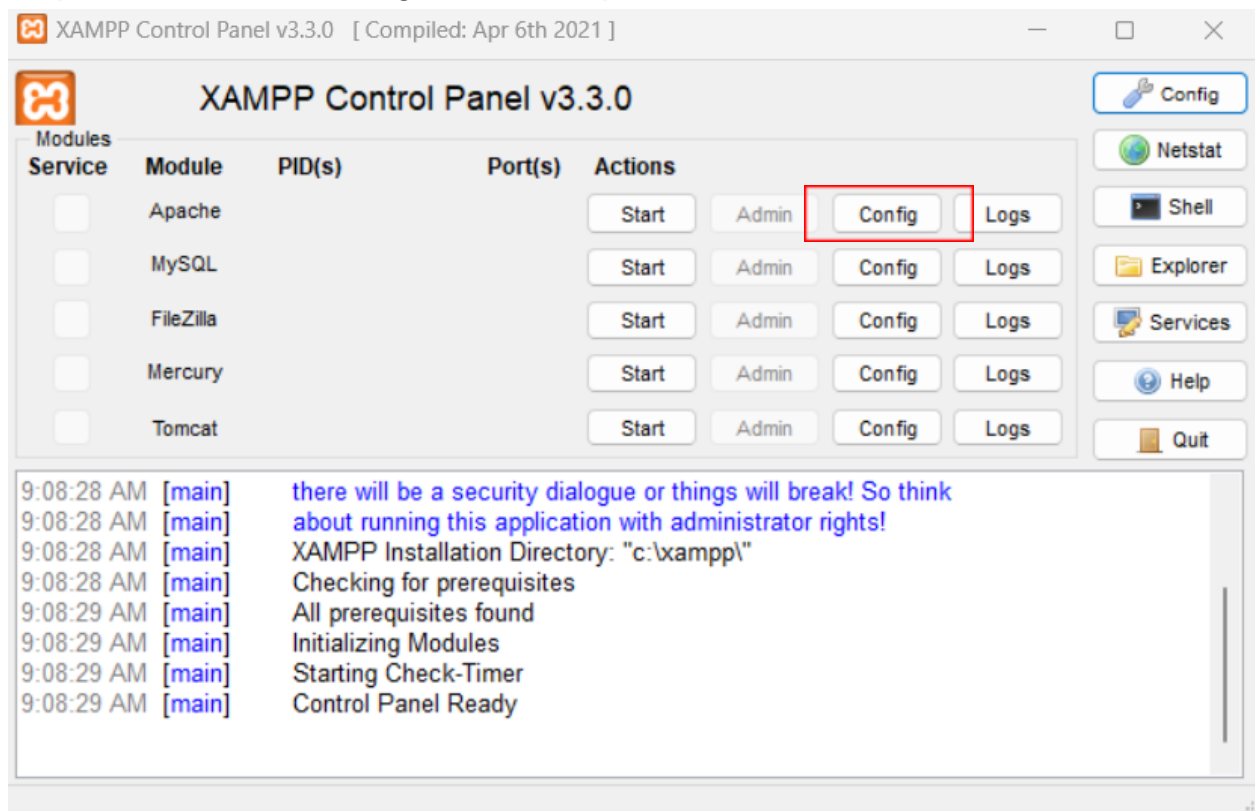 XAMPP Control Panel v3.3.0 [ Compiled: Apr 6th 2021 ]
XAMPP Control Panel v3.3.0
Config
Modules
Service Module PID(s) Port(s) Actions
Netstat
Apache Start Admin Config Logs
Shell
MySQL Start Admin Config Logs
Explorer
FileZilla Start Admin Config Logs
Services
Mercury Start Admin Config Logs
Help
Tomcat Start Admin Config Logs
Quit
9:08:28 AM [main] there will be a security dialogue or things will break! So think
9:08:28 AM [main] about running this application with administrator rights!
9:08:28 AM [main] XAMPP Installation Directory: "c:\xampp\"
9:08:28 AM [main] Checking for prerequisites
9:08:29 AM [main] All prerequisites found
9:08:29 AM [main] Initializing Modules
9:08:29 AM [main] Starting Check-Timer
9:08:29 AM [main] Control Panel Ready